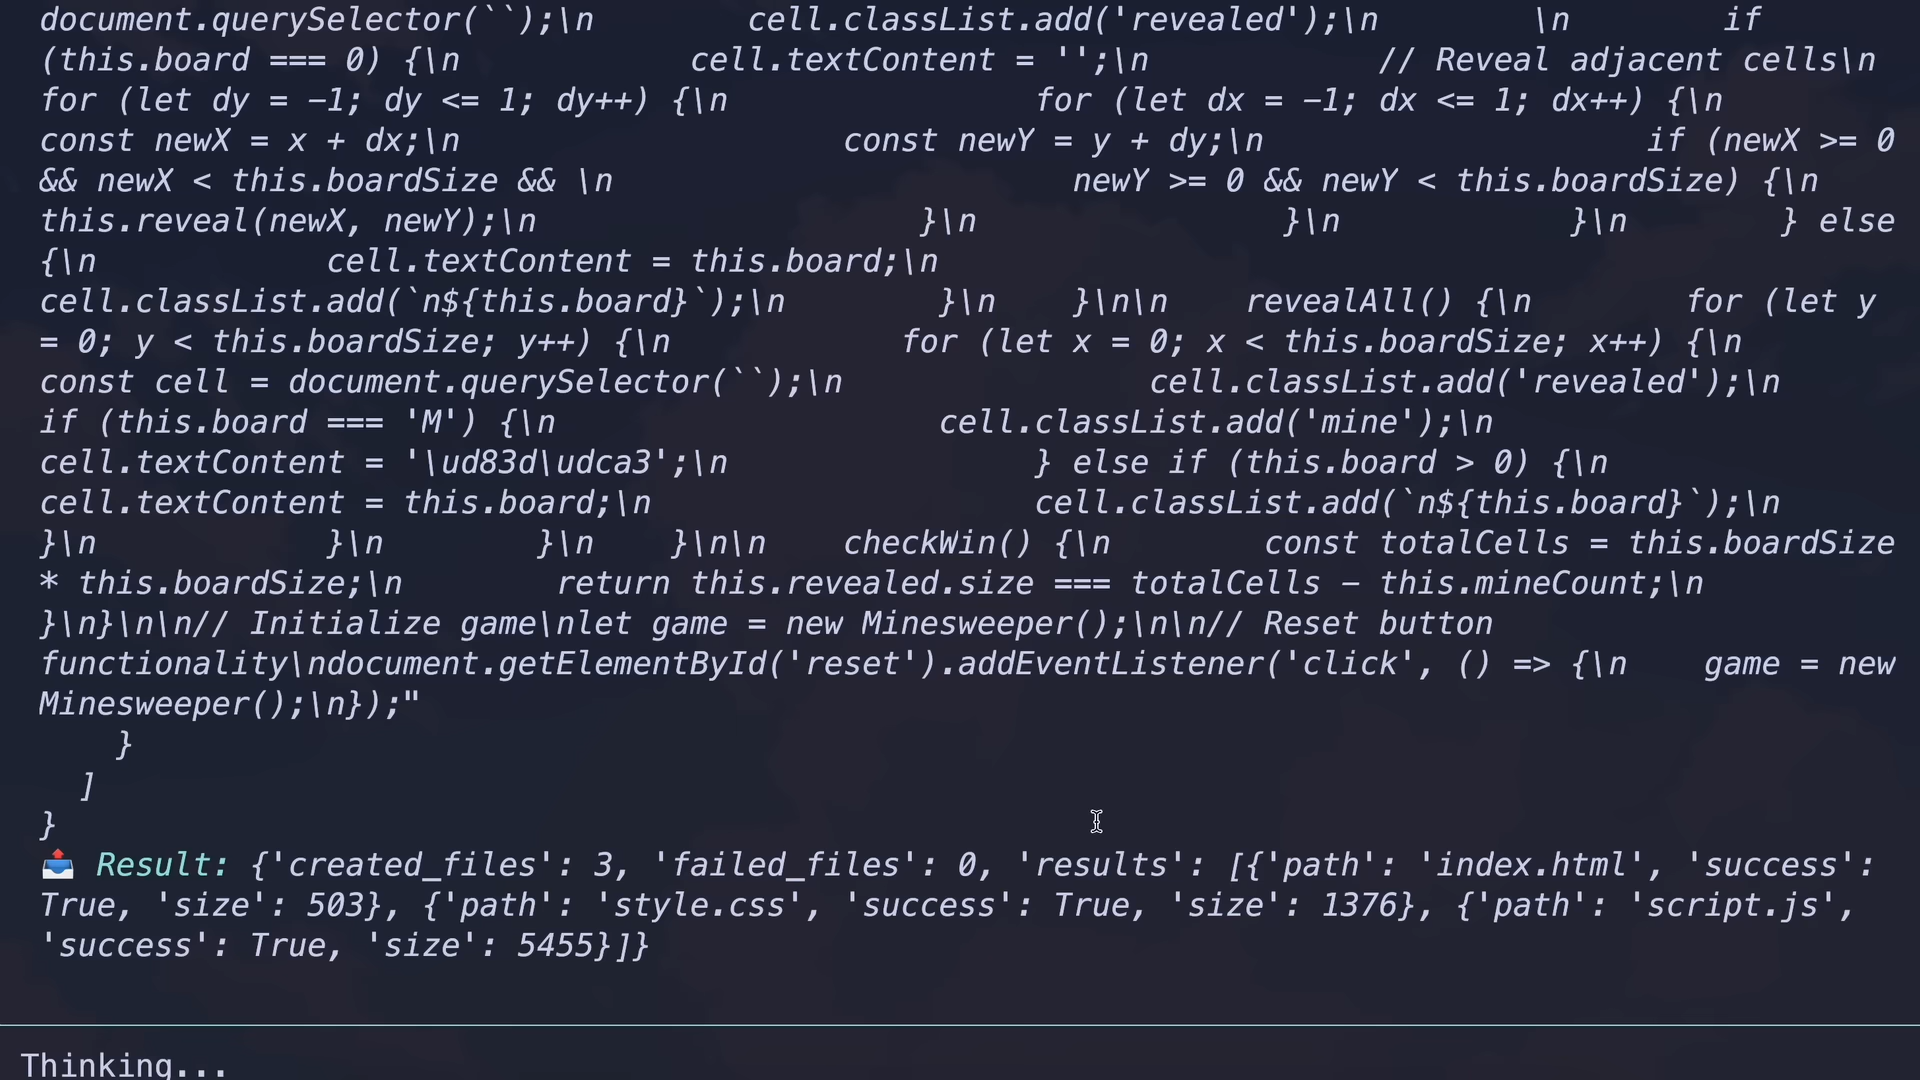 document.querySelector(``);\n        cell.classList.add('revealed');\n        \n        if
(this.board === 0) {\n            cell.textContent = '';\n            // Reveal adjacent cells\n
for (let dy = -1; dy <= 1; dy++) {\n                for (let dx = -1; dx <= 1; dx++) {\n
const newX = x + dx;\n                    const newY = y + dy;\n                    if (newX >= 0
&& newX < this.boardSize && \n                        newY >= 0 && newY < this.boardSize) {\n
this.reveal(newX, newY);\n                    }\n                }\n            }\n        } else
{\n            cell.textContent = this.board;\n
cell.classList.add(`n${this.board}`);\n        }\n    }\n\n    revealAll() {\n        for (let y
= 0; y < this.boardSize; y++) {\n            for (let x = 0; x < this.boardSize; x++) {\n
const cell = document.querySelector(``);\n                cell.classList.add('revealed');\n
if (this.board === 'M') {\n                    cell.classList.add('mine');\n
cell.textContent = '\ud83d\udca3';\n                } else if (this.board > 0) {\n
cell.textContent = this.board;\n                    cell.classList.add(`n${this.board}`);\n
}\n            }\n        }\n    }\n\n    checkWin() {\n        const totalCells = this.boardSize
* this.boardSize;\n        return this.revealed.size === totalCells - this.mineCount;\n
}\n}\n\n// Initialize game\nlet game = new Minesweeper();\n\n// Reset button
functionality\ndocument.getElementById('reset').addEventListener('click', () => {\n    game = new
Minesweeper();\n});"
    }
  ]
}
📤 Result: {'created_files': 3, 'failed_files': 0, 'results': [{'path': 'index.html', 'success':
True, 'size': 503}, {'path': 'style.css', 'success': True, 'size': 1376}, {'path': 'script.js',
'success': True, 'size': 5455}]}
Thinking...